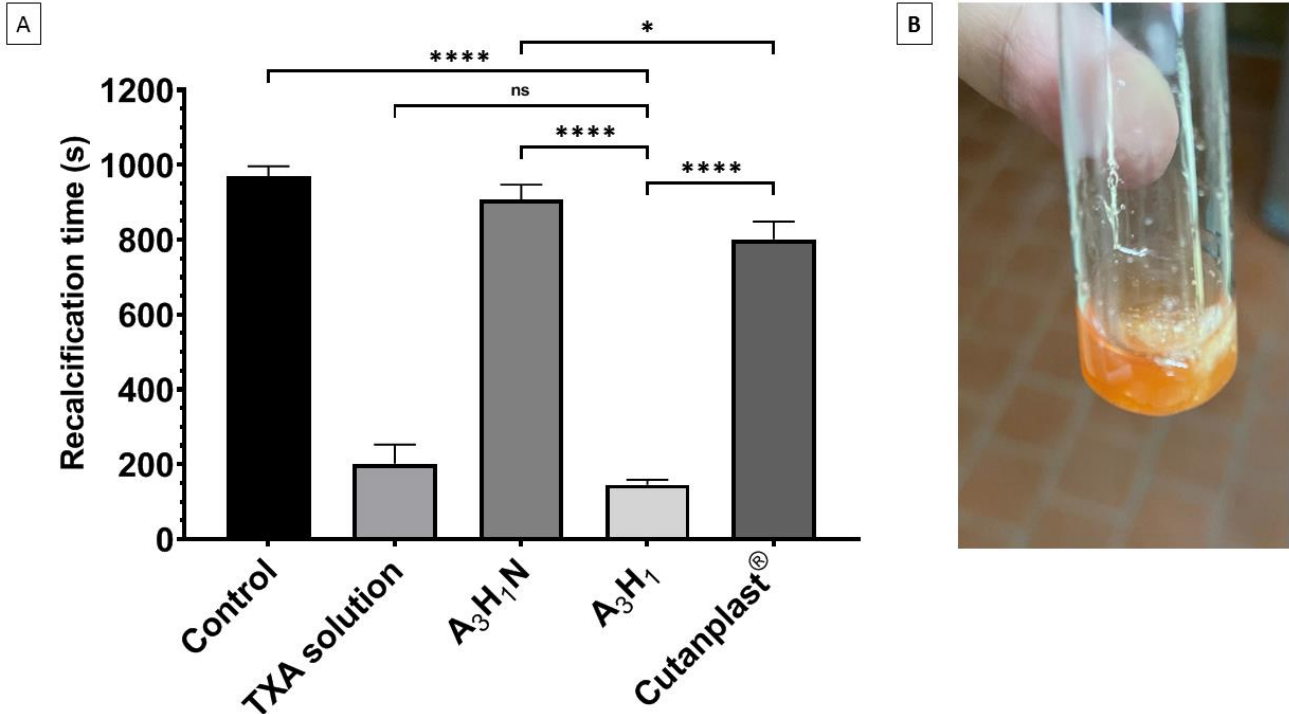 A
B
*
****
ns
****
****
Recalcification time (s)
1200
1000
800
600
400
200
0
Control
TXA solution
A₃H₁N
A₃H₁
Cutanplast®